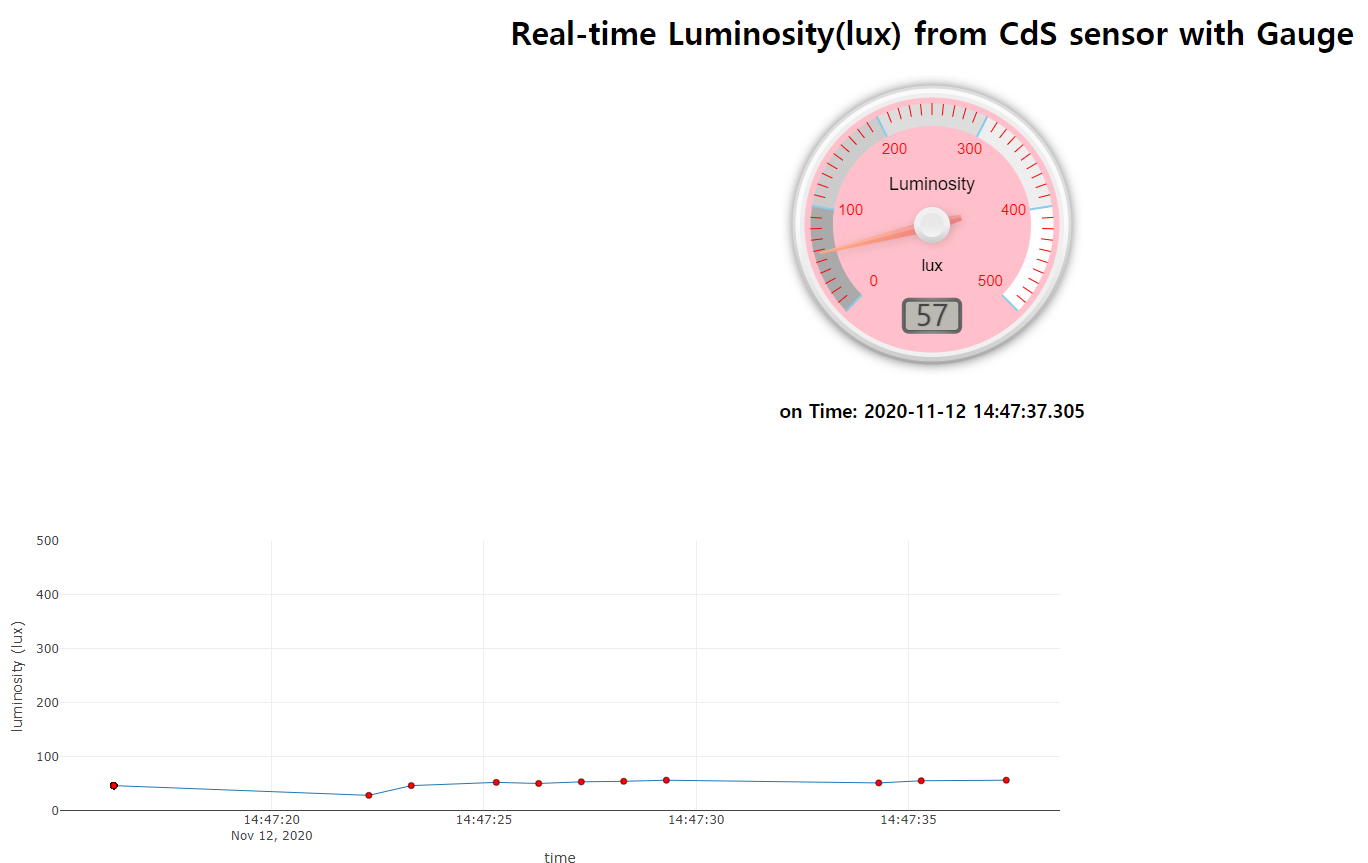 Real-time Luminosity(lux) from CdS sensor with Gauge
200 300
Luminosity
100 400
lux
0 500
57
on Time: 2020-11-12 14:47:37.305
500
400
300
200
100
0
luminosity (lux)
14:47:20 14:47:25 14:47:30 14:47:35
Nov 12, 2020
time